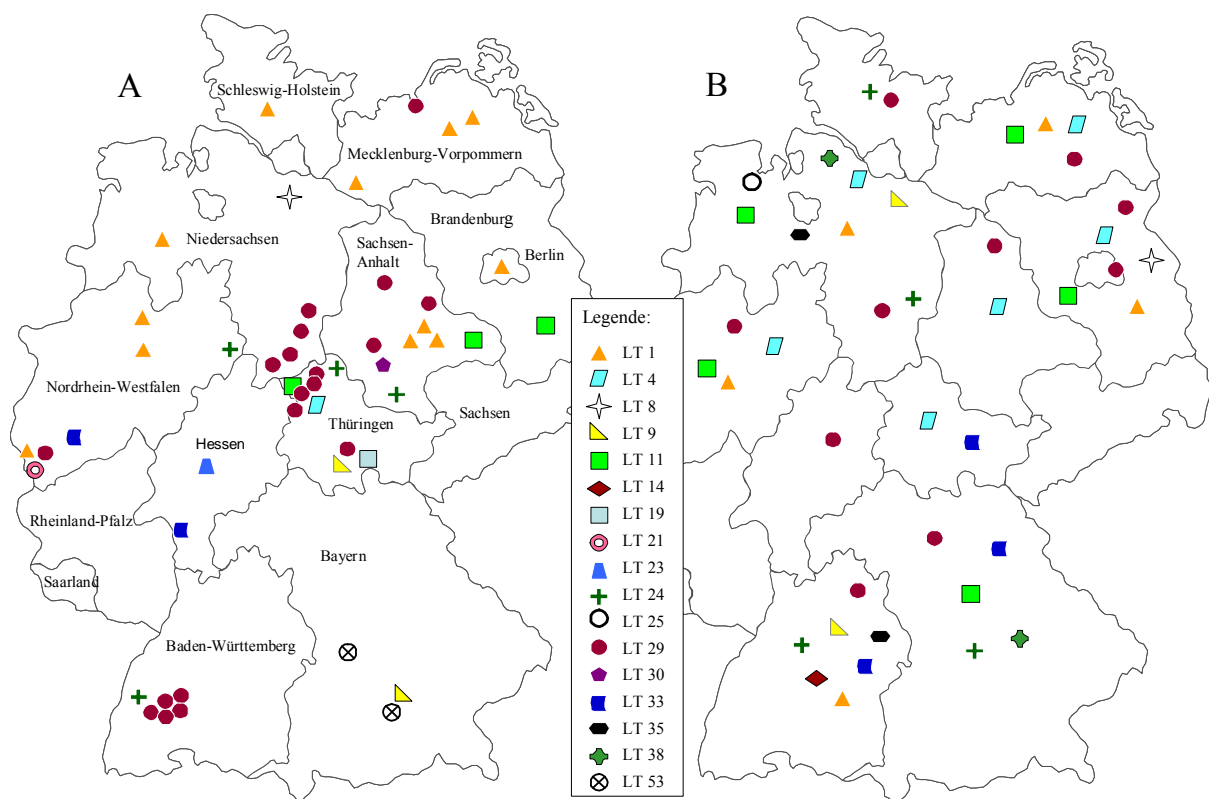 A
B
Schleswig-Holstein
Mecklenburg-Vorpommern
Brandenburg
Niedersachsen
Sachsen-
Anhalt
Berlin
Nordrhein-Westfalen
Sachsen
Thüringen
Hessen
Rheinland-Pfalz
Bayern
Saarland
Baden-Württemberg
Legende:
LT 1
LT 4
LT 8
LT 9
LT 11
LT 14
LT 19
LT 21
LT 23
LT 24
LT 25
LT 29
LT 30
LT 33
LT 35
LT 38
LT 53